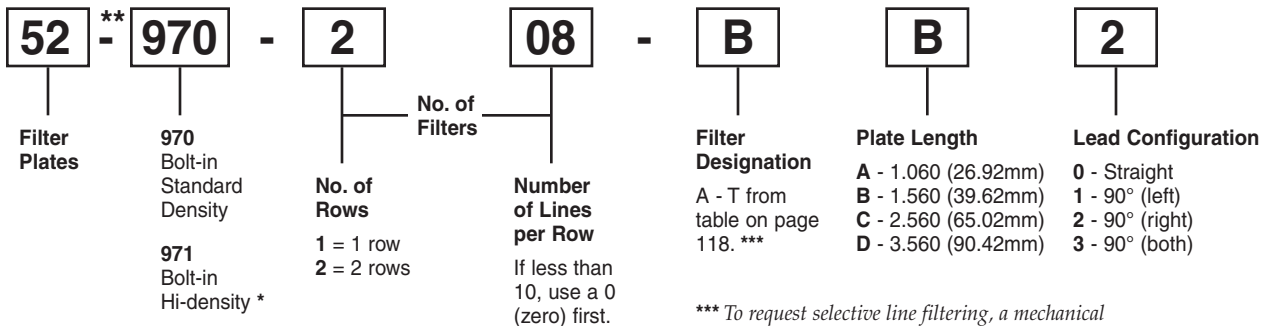 52 -** 970 - 2 08 - B B 2
No. of
Filters
Filter
Plates
970
Bolt-in
Standard
Density
971
Bolt-in
Hi-density *
No. of
Rows
1 = 1 row
2 = 2 rows
Number
of Lines
per Row
If less than
10, use a 0
(zero) first.
Filter
Designation
A - T from
table on page
118. ***
Plate Length
A - 1.060 (26.92mm)
B - 1.560 (39.62mm)
C - 2.560 (65.02mm)
D - 3.560 (90.42mm)
Lead Configuration
0 - Straight
1 - 90° (left)
2 - 90° (right)
3 - 90° (both)
*** To request selective line filtering, a mechanical